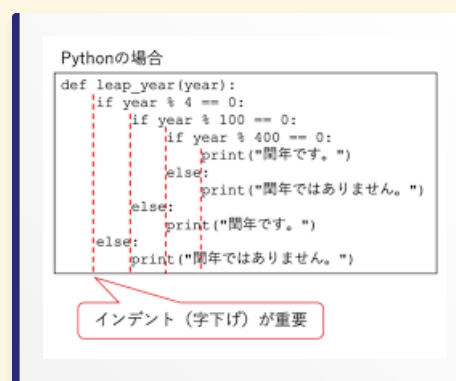 Pythonの場合
def leap_year(year):
    if year % 4 == 0:
        if year % 100 == 0:
            if year % 400 == 0:
                print("閏年です。")
            else:
                print("閏年ではありません。")
        else:
            print("閏年です。")
    else:
        print("閏年ではありません。")
インデント（字下げ）が重要